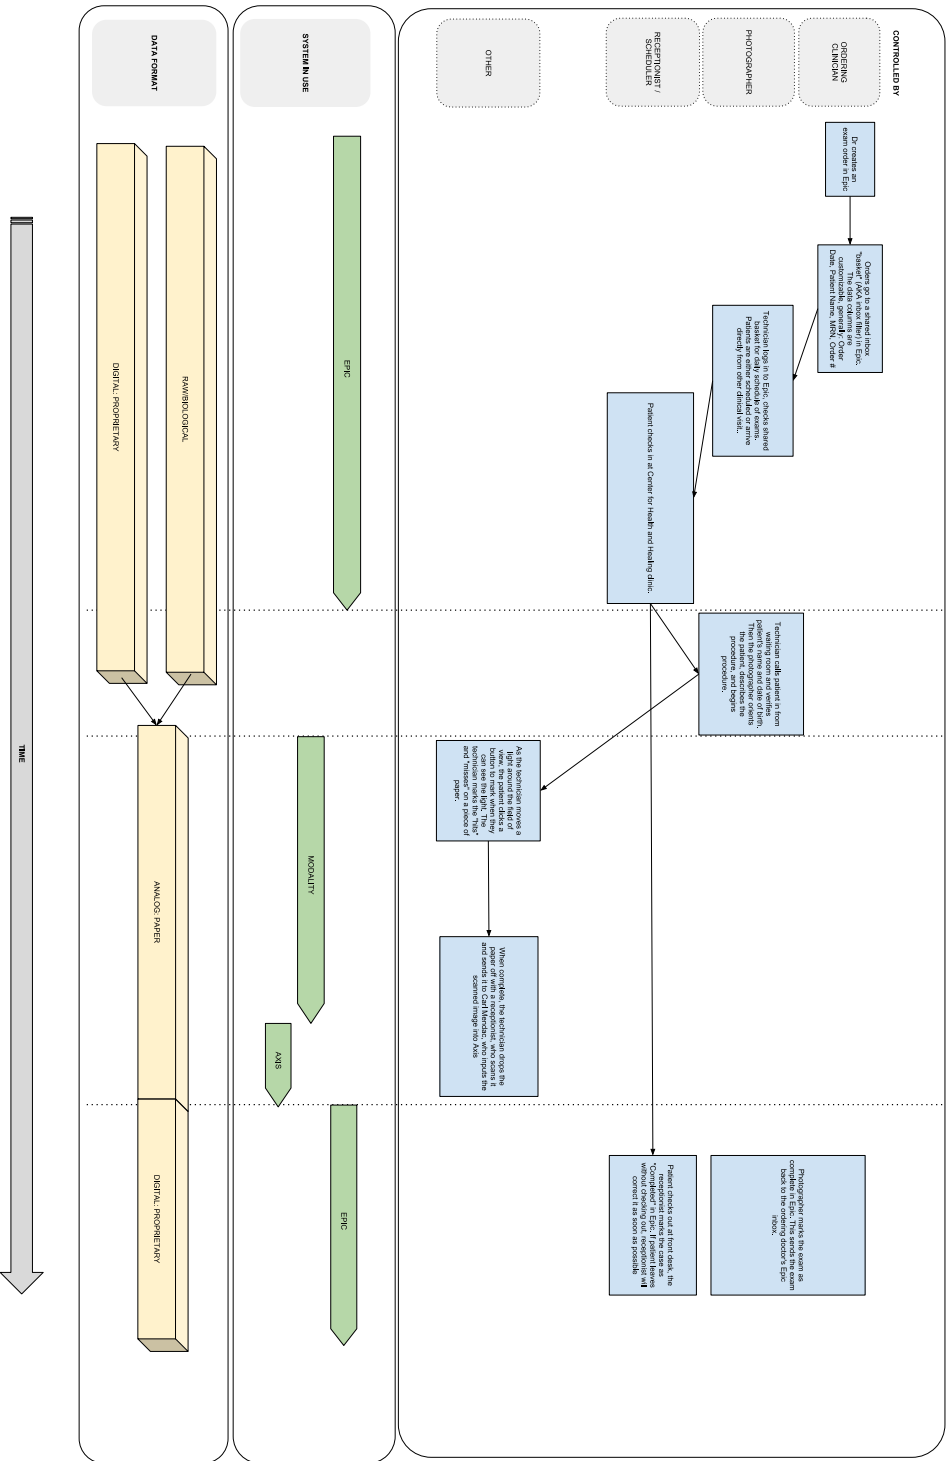 CONTROLLED BY
ORDERING
CLINICIAN
PHOTOGRAPHER
RECEPTIONIST /
SCHEDULER
OTHER
SYSTEM IN USE
DATA FORMAT
Dr creates an
exam order in Epic
Orders go to a shared inbox
"basket" (AKA inbox filter) in Epic.
The data columns are
customizable, generally: Order
Date, Patient Name, MRN, Order #
Technician logs in to Epic, checks shared
basket for daily schedule of exams.
Patients are either scheduled or arrive
directly from other clinical visit..
Patient checks in at Center for Health and Healing clinic.
Technician calls patient in from
waiting room and verifies
patient's name and date of birth.
Then the photographer orients
the patient, describes the
procedure, and begins
procedure.
As the technician moves a
light around the field of
view, the patient clicks a
button to mark when they
can see the light. The
technician marks the "hits"
and "misses" on a piece of
paper.
When complete, the technician drops the
paper off with a receptionist, who scans it
and sends it to Carl Mendac, who inputs the
scanned image into Axis
Photographer marks the exam as
complete in Epic. This sends the exam
back to the ordering doctor's Epic
inbox.
Patient checks out at front desk, the
receptionist marks the case as
"Completed" in Epic. If patient leaves
without checking out, receptionist will
correct it as soon as possible
EPIC
MODALITY
AXIS
EPIC
RAW/BIOLOGICAL
DIGITAL: PROPRIETARY
ANALOG: PAPER
DIGITAL: PROPRIETARY
TIME